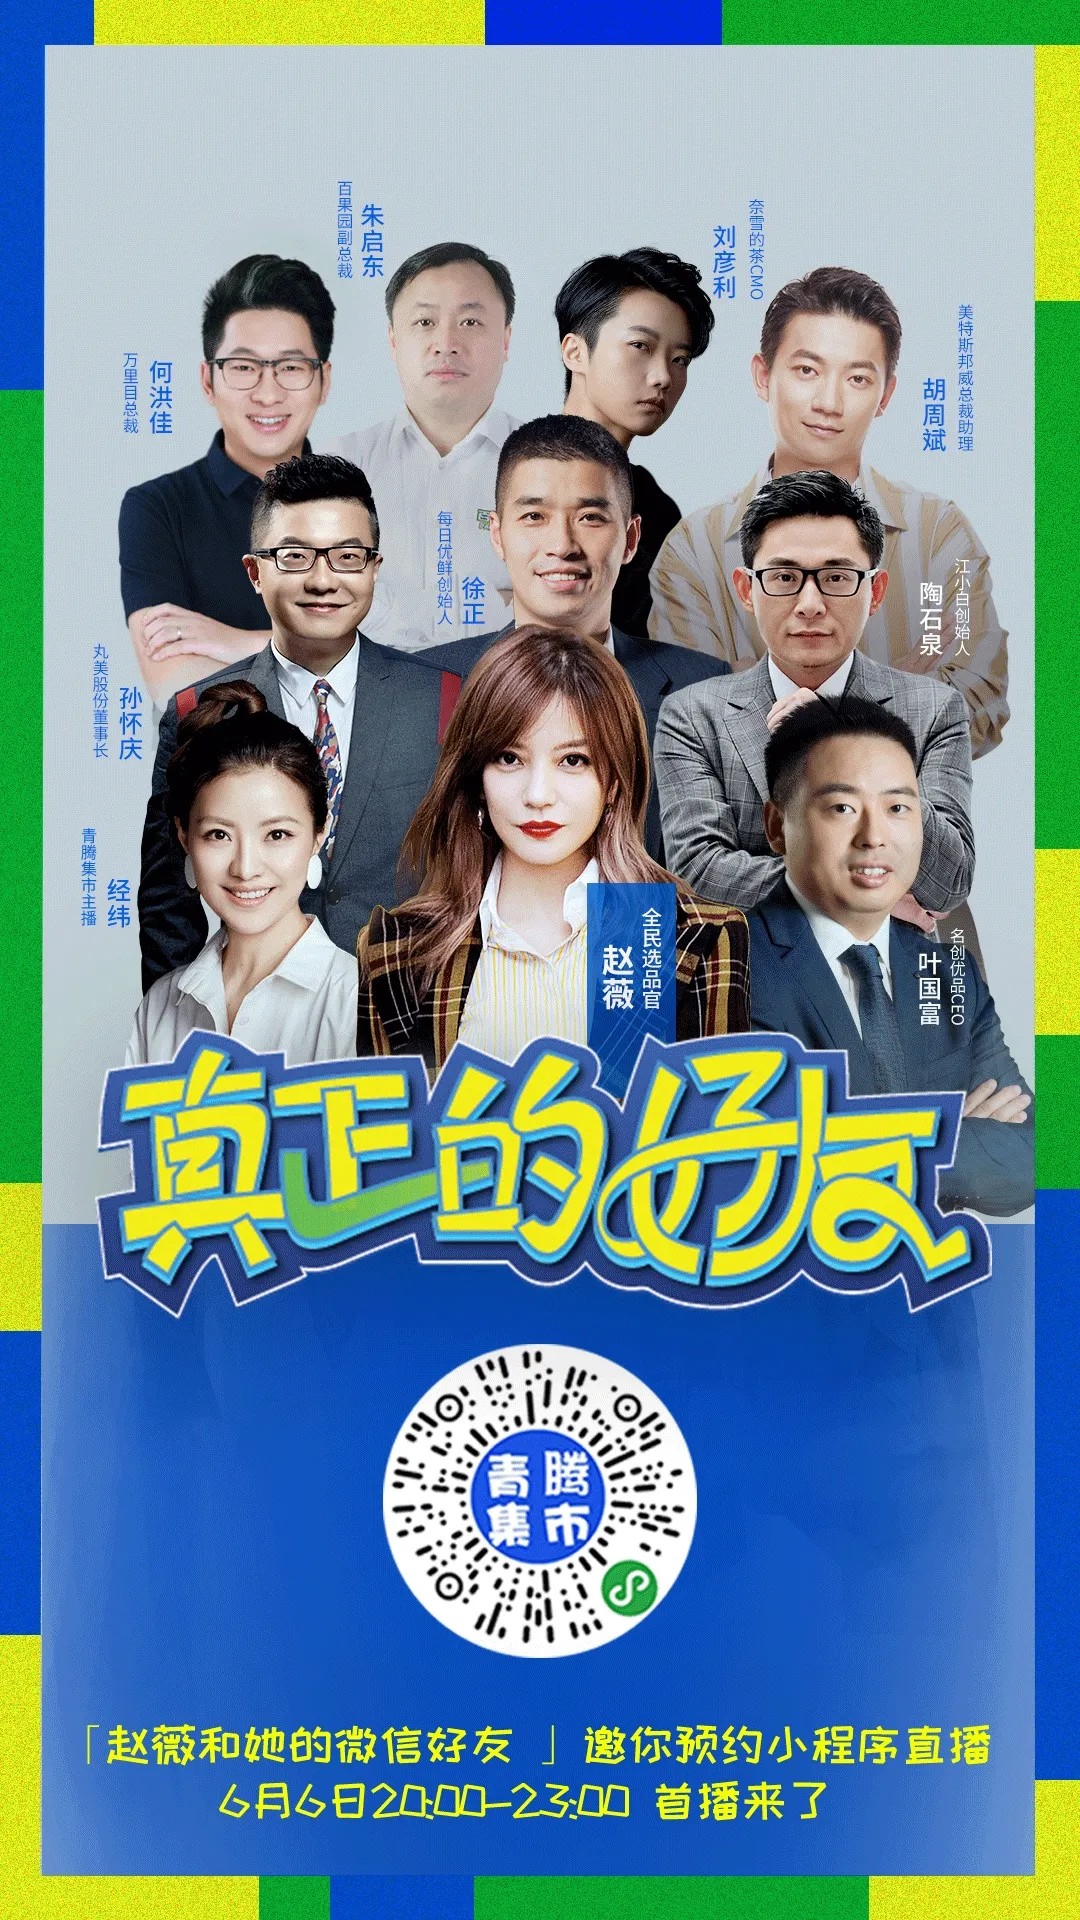 百果园副总裁
朱启东
奈雪的茶CMO
刘彦利
万里目总裁
何洪佳
美特斯邦威总裁助理
胡周斌
每日优鲜创始人
徐正
江小白创始人
陶石泉
丸美股份董事长
孙怀庆
青腾集市主播
经纬
全民选品官
赵薇
名创优品CEO
叶国富
真正的好友
青腾
集市
「赵薇和她的微信好友 」邀你预约小程序直播
6月6日20:00-23:00 首播来了